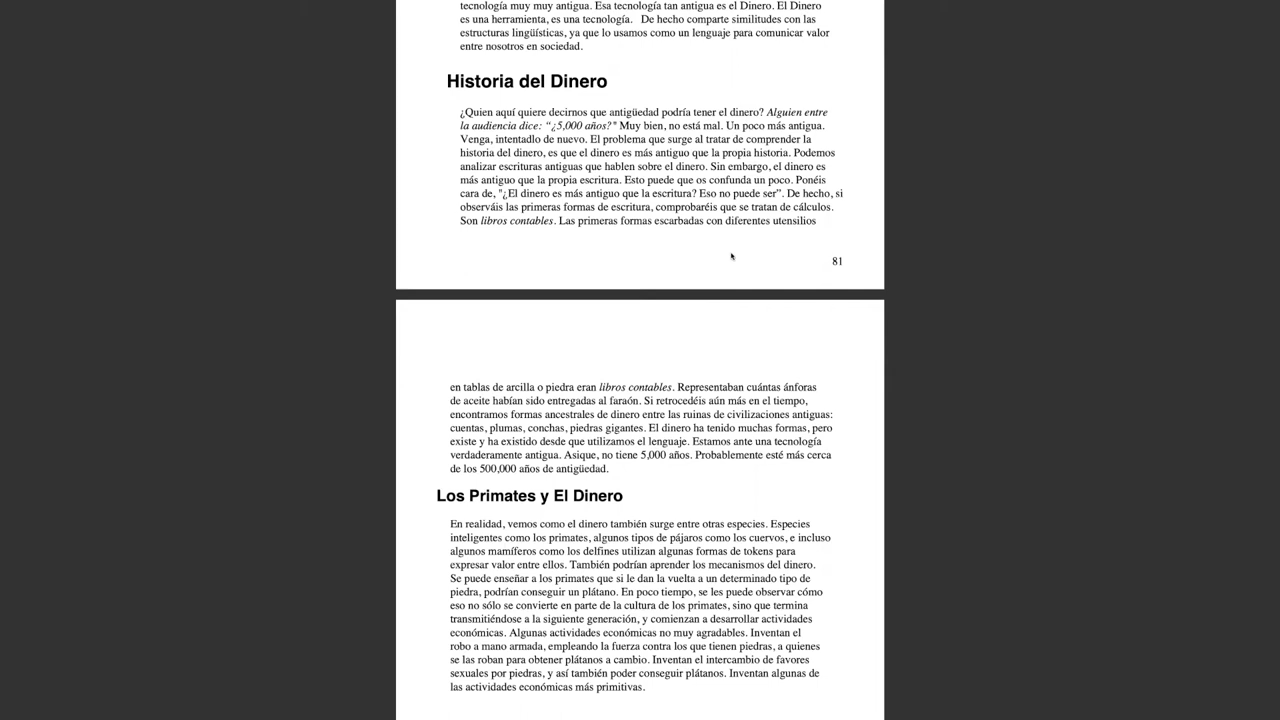 tecnología muy muy antigua. Esa tecnología tan antigua es el Dinero. El Dinero
es una herramienta, es una tecnología. De hecho comparte similitudes con las
estructuras lingüísticas, ya que lo usamos como un lenguaje para comunicar valor
entre nosotros en sociedad.
Historia del Dinero
¿Quien aquí quiere decirnos que antigüedad podría tener el dinero? Alguien entre
la audiencia dice: “¿5,000 años?" Muy bien, no está mal. Un poco más antigua.
Venga, intentadlo de nuevo. El problema que surge al tratar de comprender la
historia del dinero, es que el dinero es más antiguo que la propia historia. Podemos
analizar escrituras antiguas que hablen sobre el dinero. Sin embargo, el dinero es
más antiguo que la propia escritura. Esto puede que os confunda un poco. Ponéis
cara de, "¿El dinero es más antiguo que la escritura? Eso no puede ser”. De hecho, si
observáis las primeras formas de escritura, comprobaréis que se tratan de cálculos.
Son libros contables. Las primeras formas escarbadas con diferentes utensilios
81
en tablas de arcilla o piedra eran libros contables. Representaban cuántas ánforas
de aceite habían sido entregadas al faraón. Si retrocedéis aún más en el tiempo,
encontramos formas ancestrales de dinero entre las ruinas de civilizaciones antiguas:
cuentas, plumas, conchas, piedras gigantes. El dinero ha tenido muchas formas, pero
existe y ha existido desde que utilizamos el lenguaje. Estamos ante una tecnología
verdaderamente antigua. Asique, no tiene 5,000 años. Probablemente esté más cerca
de los 500,000 años de antigüedad.
Los Primates y El Dinero
En realidad, vemos como el dinero también surge entre otras especies. Especies
inteligentes como los primates, algunos tipos de pájaros como los cuervos, e incluso
algunos mamíferos como los delfines utilizan algunas formas de tokens para
expresar valor entre ellos. También podrían aprender los mecanismos del dinero.
Se puede enseñar a los primates que si le dan la vuelta a un determinado tipo de
piedra, podrían conseguir un plátano. En poco tiempo, se les puede observar cómo
eso no sólo se convierte en parte de la cultura de los primates, sino que termina
transmitiéndose a la siguiente generación, y comienzan a desarrollar actividades
económicas. Algunas actividades económicas no muy agradables. Inventan el
robo a mano armada, empleando la fuerza contra los que tienen piedras, a quienes
se las roban para obtener plátanos a cambio. Inventan el intercambio de favores
sexuales por piedras, y así también poder conseguir plátanos. Inventan algunas de
las actividades económicas más primitivas.